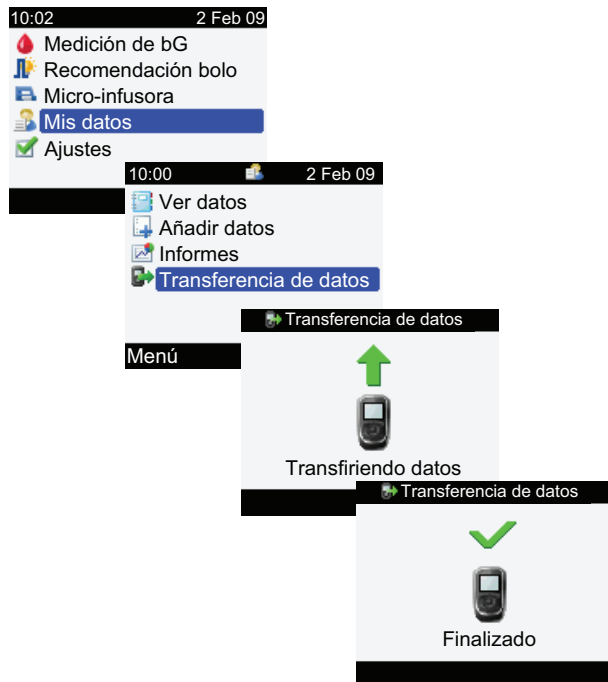 10:02 2 Feb 09
Medición de bG
Recomendación bolo
Micro-infusora
Mis datos
Ajustes
10:00 2 Feb 09
Ver datos
Añadir datos
Informes
Transferencia de datos
Menú
Transferencia de datos
Transfiriendo datos
Transferencia de datos
Finalizado